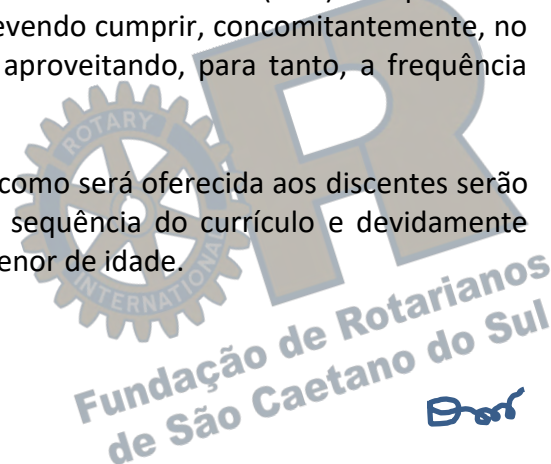 evendo cumprir, concomitantemente, no
aproveitando, para tanto, a frequência
como será oferecida aos discentes serão
sequência do currículo e devidamente
enor de idade.
ROTARY
INTERNATIONAL
Fundação de Rotarianos
de São Caetano do Sul